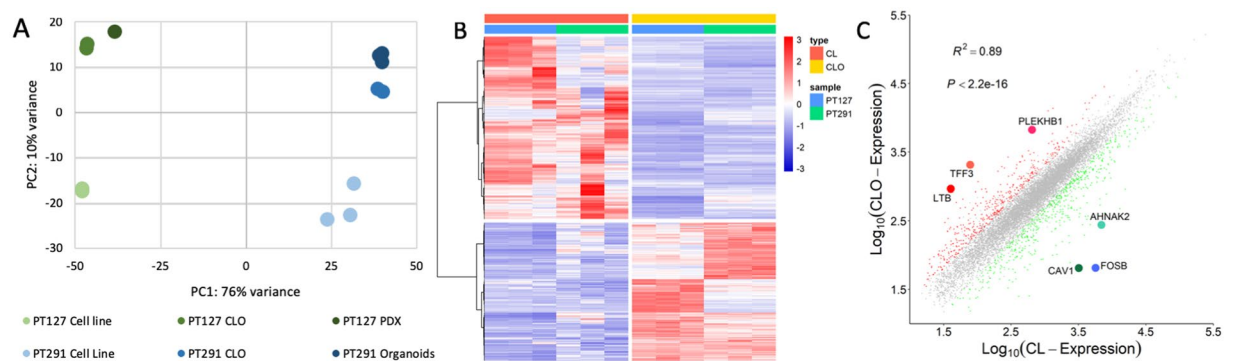 A
20
10
0
-10
-20
-30
-50
-25
0
25
50
PC2: 10% variance
PC1: 76% variance
PT127 Cell line
PT127 CLO
PT127 PDX
PT291 Cell Line
PT291 CLO
PT291 Organoids
B
3
2
1
0
-1
-2
-3
type
CL
CLO
sample
PT127
PT291
C
5.5
4.5
3.5
2.5
1.5
1.5
2.5
3.5
4.5
5.5
Log10(CLO−Expression)
Log10(CL−Expression)
R² = 0.89
P < 2.2e-16
PLEKHB1
TFF3
LTB
AHNAK2
CAV1
FOSB